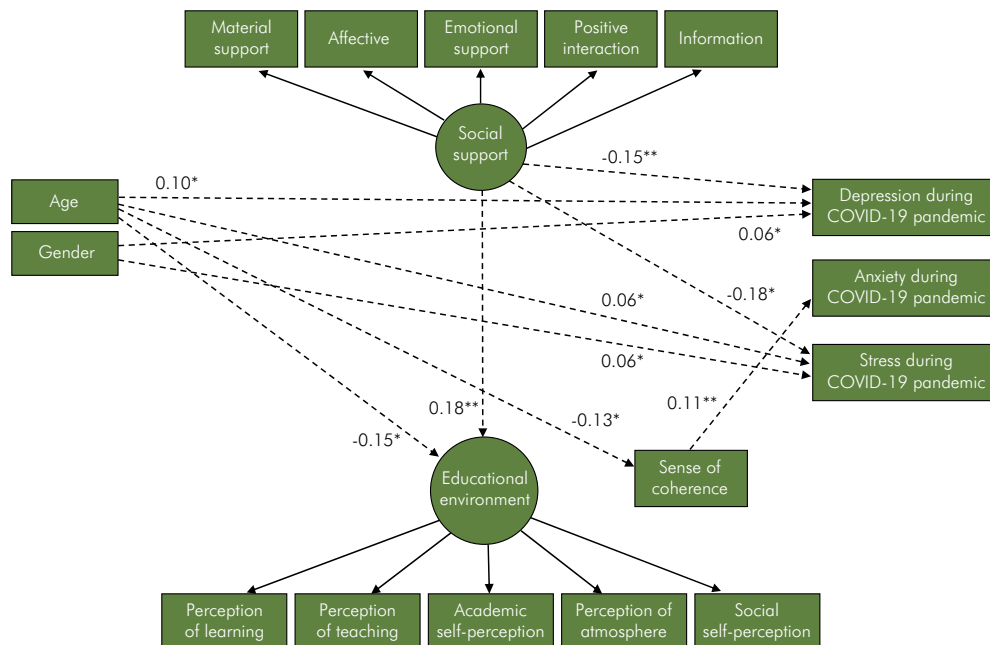 Material
support
Affective
Emotional
support
Positive
interaction
Information
Social
support
-0.15**
Age
0.10*
Depression during
COVID-19 pandemic
Gender
0.06*
Anxiety during
COVID-19 pandemic
-0.18*
0.06*
0.06*
Stress during
COVID-19 pandemic
0.18**
0.11**
-0.13*
-0.15*
Educational
environment
Sense of
coherence
Perception
of learning
Perception
of teaching
Academic
self-perception
Perception of
atmosphere
Social
self-perception